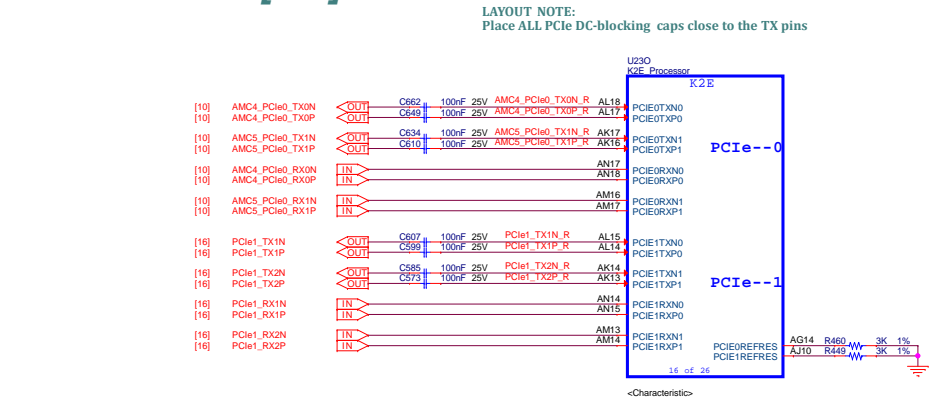 LAYOUT NOTE:
Place ALL PCIe DC-blocking caps close to the TX pins
U23O
K2E_Processor
K2E
[10] AMC4_PCIe0_TX0N OUT C662 100nF 25V AMC4_PCIe0_TX0N_R AL18 PCIE0TXN0
[10] AMC4_PCIe0_TX0P OUT C649 100nF 25V AMC4_PCIe0_TX0P_R AL17 PCIE0TXP0
[10] AMC5_PCIe0_TX1N OUT C634 100nF 25V AMC5_PCIe0_TX1N_R AK17 PCIE0TXN1
[10] AMC5_PCIe0_TX1P OUT C610 100nF 25V AMC5_PCIe0_TX1P_R AK16 PCIE0TXP1
PCIe--0
[10] AMC4_PCIe0_RX0N IN AN17 PCIE0RXN0
[10] AMC4_PCIe0_RX0P IN AN18 PCIE0RXP0
[10] AMC5_PCIe0_RX1N IN AM16 PCIE0RXN1
[10] AMC5_PCIe0_RX1P IN AM17 PCIE0RXP1
[16] PCIe1_TX1N OUT C607 100nF 25V PCIe1_TX1N_R AL15 PCIE1TXN0
[16] PCIe1_TX1P OUT C599 100nF 25V PCIe1_TX1P_R AL14 PCIE1TXP0
[16] PCIe1_TX2N OUT C585 100nF 25V PCIe1_TX2N_R AK14 PCIE1TXN1
[16] PCIe1_TX2P OUT C573 100nF 25V PCIe1_TX2P_R AK13 PCIE1TXP1
PCIe--1
[16] PCIe1_RX1N IN AN14 PCIE1RXN0
[16] PCIe1_RX1P IN AN15 PCIE1RXP0
[16] PCIe1_RX2N IN AM13 PCIE1RXN1
[16] PCIe1_RX2P IN AM14 PCIE1RXP1
PCIE0REFRES AG14 R460 3K 1%
PCIE1REFRES AJ10 R449 3K 1%
16 of 26
<Characteristic>